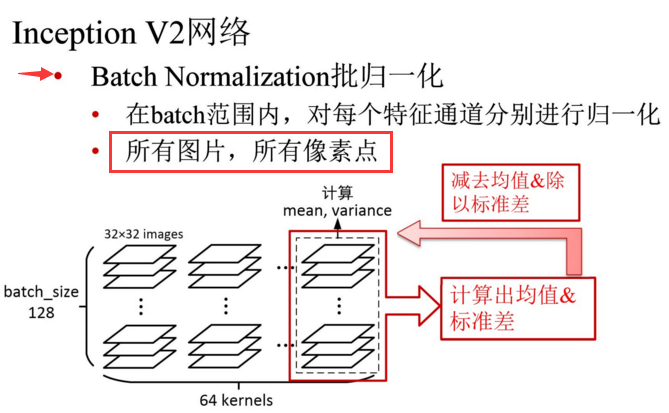 Inception V2网络
• Batch Normalization批归一化
• 在batch范围内，对每个特征通道分别进行归一化
• 所有图片，所有像素点
减去均值&除
以标准差
计算
mean, variance
32×32 images
batch_size
128
计算出均值&
标准差
64 kernels